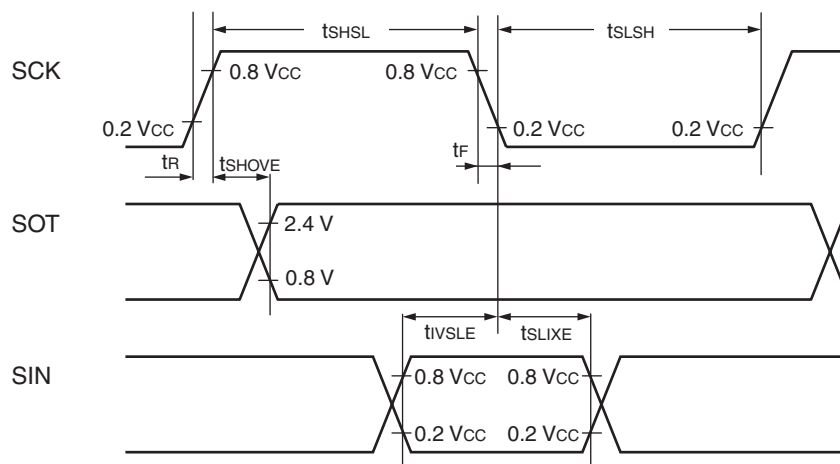 tSHSL
tSLSH
SCK
0.8 VCC
0.8 VCC
0.2 VCC
0.2 VCC
0.2 VCC
tR
tSHOVE
tF
SOT
2.4 V
0.8 V
tIVSLE
tSLIXE
SIN
0.8 VCC
0.8 VCC
0.2 VCC
0.2 VCC